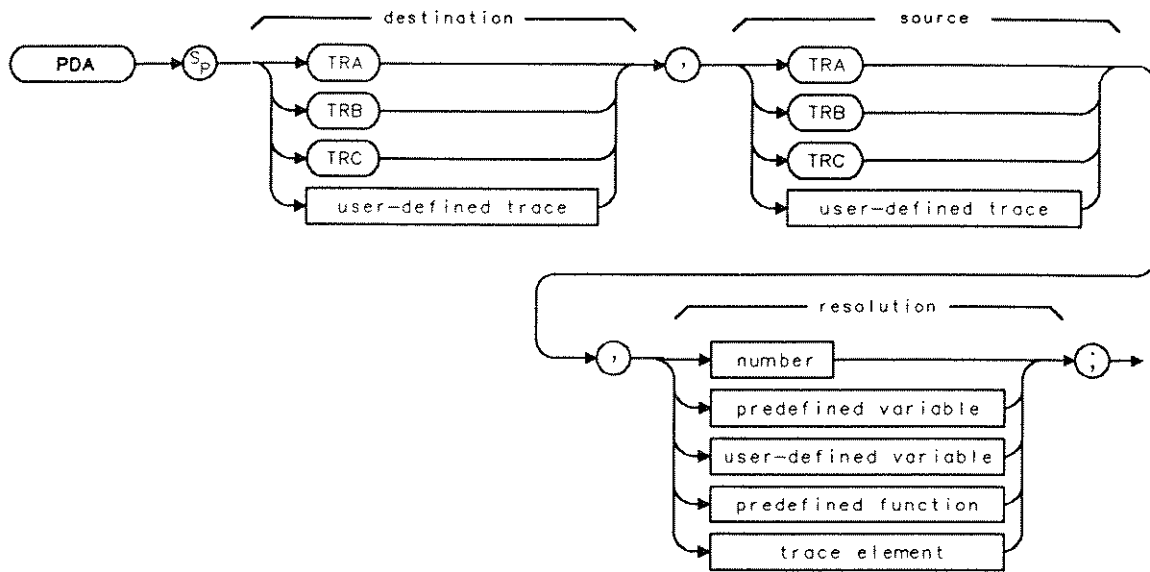 destination
source
PDA
Sp
TRA
,
TRA
TRB
TRB
TRC
TRC
user-defined trace
user-defined trace
resolution
,
number
;
predefined variable
user-defined variable
predefined function
trace element